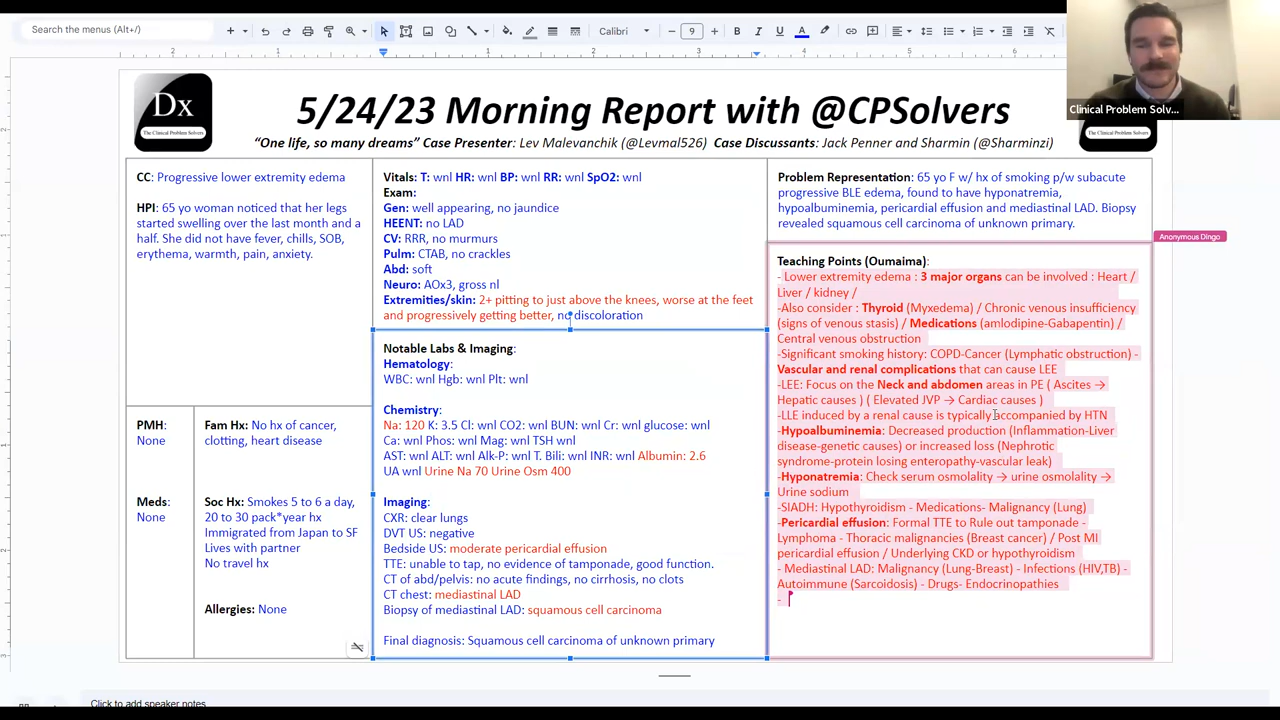 Search the menus (Alt+/)
Calibri
9
Clinical Problem Solv...
Dx
The Clinical Problem Solvers
5/24/23 Morning Report with @CPSolvers
The Clinical Problem Solvers
“One life, so many dreams” Case Presenter: Lev Malevanchik (@Levmal526) Case Discussants: Jack Penner and Sharmin (@Sharminzi)
CC: Progressive lower extremity edema
HPI: 65 yo woman noticed that her legs
started swelling over the last month and a
half. She did not have fever, chills, SOB,
erythema, warmth, pain, anxiety.
PMH:
None
Meds:
None
Fam Hx: No hx of cancer,
clotting, heart disease
Soc Hx: Smokes 5 to 6 a day,
20 to 30 pack*year hx
Immigrated from Japan to SF
Lives with partner
No travel hx
Allergies: None
Vitals: T: wnl HR: wnl BP: wnl RR: wnl SpO2: wnl
Exam:
Gen: well appearing, no jaundice
HEENT: no LAD
CV: RRR, no murmurs
Pulm: CTAB, no crackles
Abd: soft
Neuro: AOx3, gross nl
Extremities/skin: 2+ pitting to just above the knees, worse at the feet
and progressively getting better, no discoloration
Notable Labs & Imaging:
Hematology:
WBC: wnl Hgb: wnl Plt: wnl
Chemistry:
Na: 120 K: 3.5 Cl: wnl CO2: wnl BUN: wnl Cr: wnl glucose: wnl
Ca: wnl Phos: wnl Mag: wnl TSH wnl
AST: wnl ALT: wnl Alk-P: wnl T. Bili: wnl INR: wnl Albumin: 2.6
UA wnl Urine Na 70 Urine Osm 400
Imaging:
CXR: clear lungs
DVT US: negative
Bedside US: moderate pericardial effusion
TTE: unable to tap, no evidence of tamponade, good function.
CT of abd/pelvis: no acute findings, no cirrhosis, no clots
CT chest: mediastinal LAD
Biopsy of mediastinal LAD: squamous cell carcinoma
Final diagnosis: Squamous cell carcinoma of unknown primary
Problem Representation: 65 yo F w/ hx of smoking p/w subacute
progressive BLE edema, found to have hyponatremia,
hypoalbuminemia, pericardial effusion and mediastinal LAD. Biopsy
revealed squamous cell carcinoma of unknown primary.
Anonymous Dingo
Teaching Points (Oumaima):
- Lower extremity edema : 3 major organs can be involved : Heart /
Liver / kidney /
-Also consider : Thyroid (Myxedema) / Chronic venous insufficiency
(signs of venous stasis) / Medications (amlodipine-Gabapentin) /
Central venous obstruction
-Significant smoking history: COPD-Cancer (Lymphatic obstruction) -
Vascular and renal complications that can cause LEE
-LEE: Focus on the Neck and abdomen areas in PE ( Ascites →
Hepatic causes ) ( Elevated JVP → Cardiac causes )
-LLE induced by a renal cause is typically accompanied by HTN
-Hypoalbuminemia: Decreased production (Inflammation-Liver
disease-genetic causes) or increased loss (Nephrotic
syndrome-protein losing enteropathy-vascular leak)
-Hyponatremia: Check serum osmolality → urine osmolality →
Urine sodium
-SIADH: Hypothyroidism - Medications- Malignancy (Lung)
-Pericardial effusion: Formal TTE to Rule out tamponade -
Lymphoma - Thoracic malignancies (Breast cancer) / Post MI
pericardial effusion / Underlying CKD or hypothyroidism
- Mediastinal LAD: Malignancy (Lung-Breast) - Infections (HIV,TB) -
Autoimmune (Sarcoidosis) - Drugs- Endocrinopathies
-
Click to add speaker notes